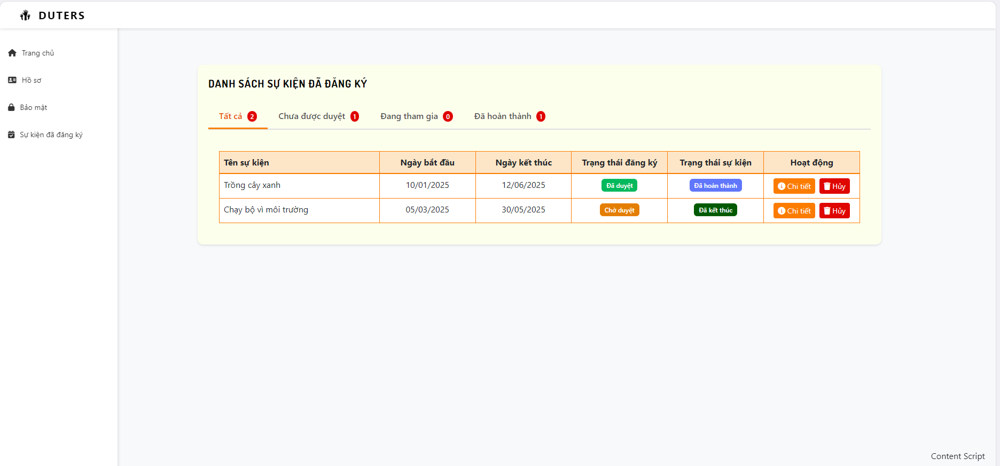 DUTERS
Trang chủ
Hồ sơ
Bảo mật
Sự kiện đã đăng ký
DANH SÁCH SỰ KIỆN ĐÃ ĐĂNG KÝ
Tất cả 2 Chưa được duyệt 1 Đang tham gia 0 Đã hoàn thành 1
Tên sự kiện Ngày bắt đầu Ngày kết thúc Trạng thái đăng ký Trạng thái sự kiện Hoạt động
Trồng cây xanh 10/01/2025 12/06/2025 Đã duyệt Đã hoàn thành Chi tiết Hủy
Chạy bộ vì môi trường 05/03/2025 30/05/2025 Chờ duyệt Đã kết thúc Chi tiết Hủy
Content Script